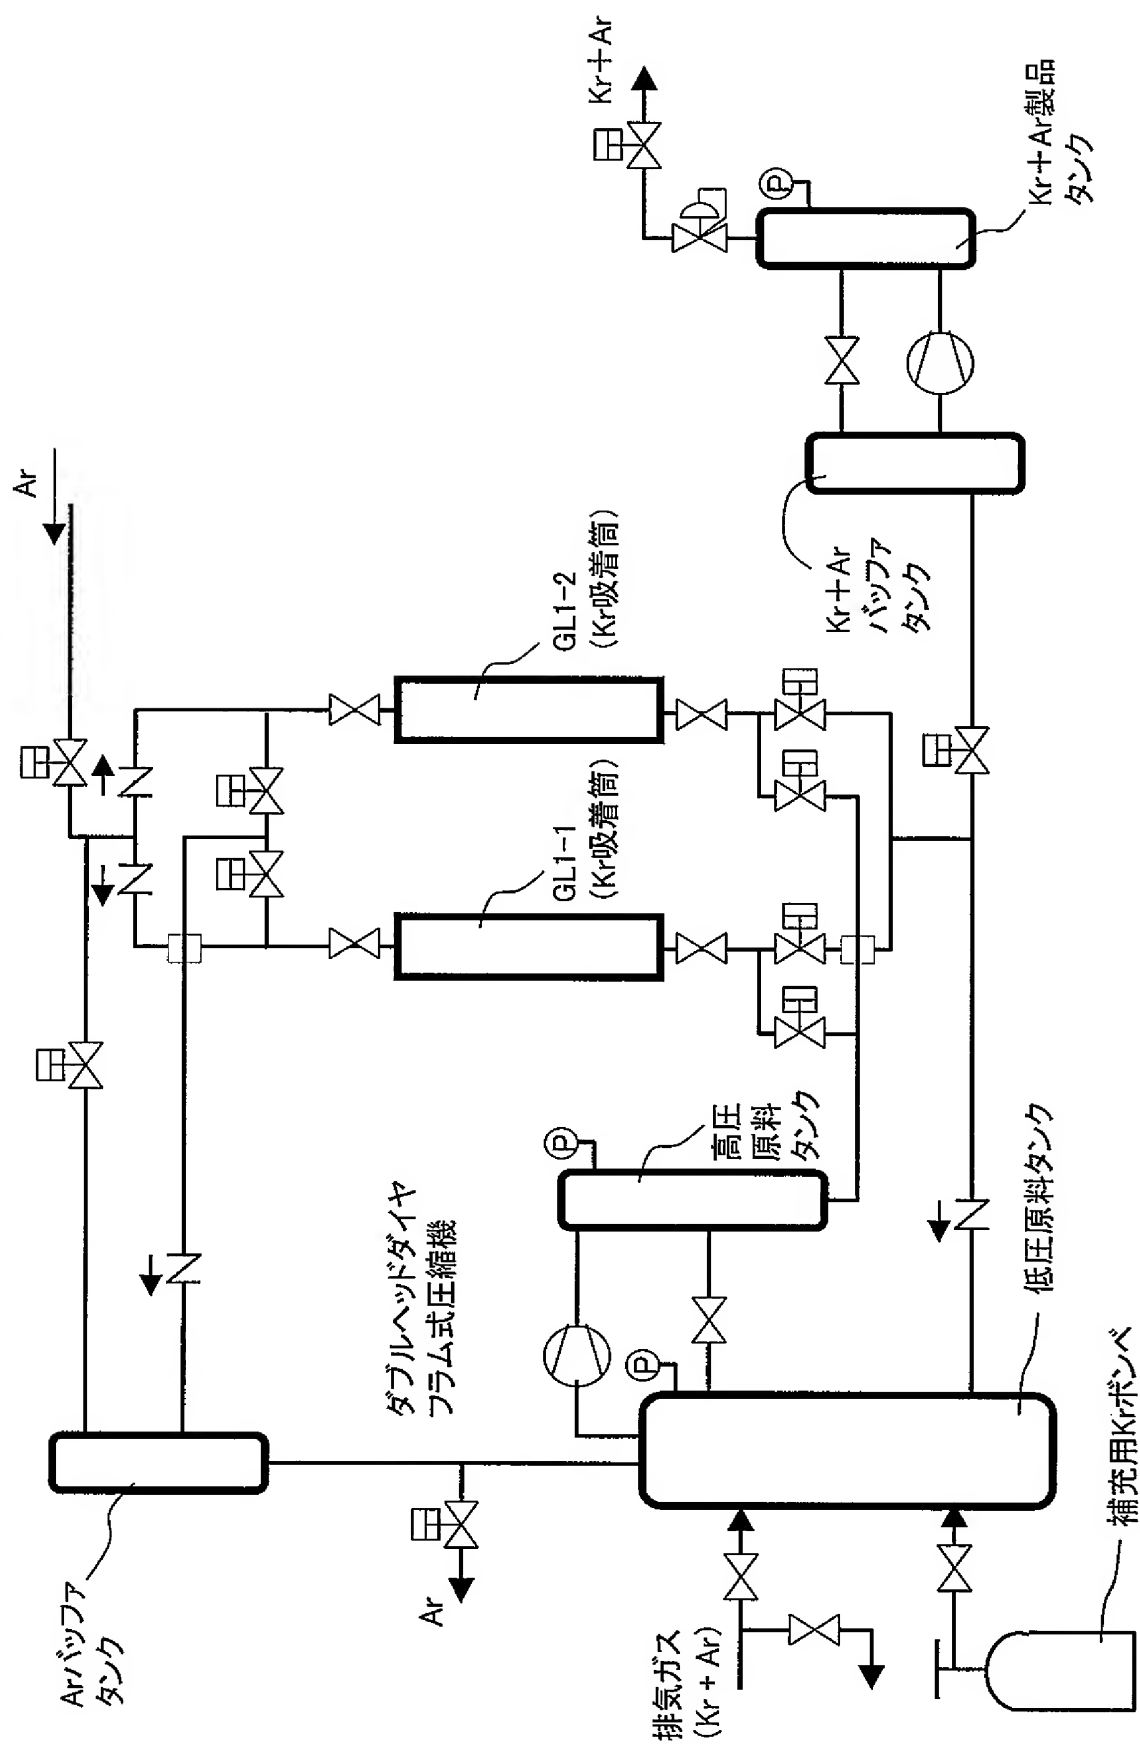 Arバッファ
タンク
Ar
排気ガス
(Kr + Ar)
補充用Krボンベ
低圧原料タンク
ダブルヘッドダイヤ
フラム式圧縮機
P
P
高圧
原料
タンク
GL1-1
(Kr吸着筒)
GL1-2
(Kr吸着筒)
Ar
Kr+Ar
バッファ
タンク
P
Kr+Ar
Kr+Ar製品
タンク